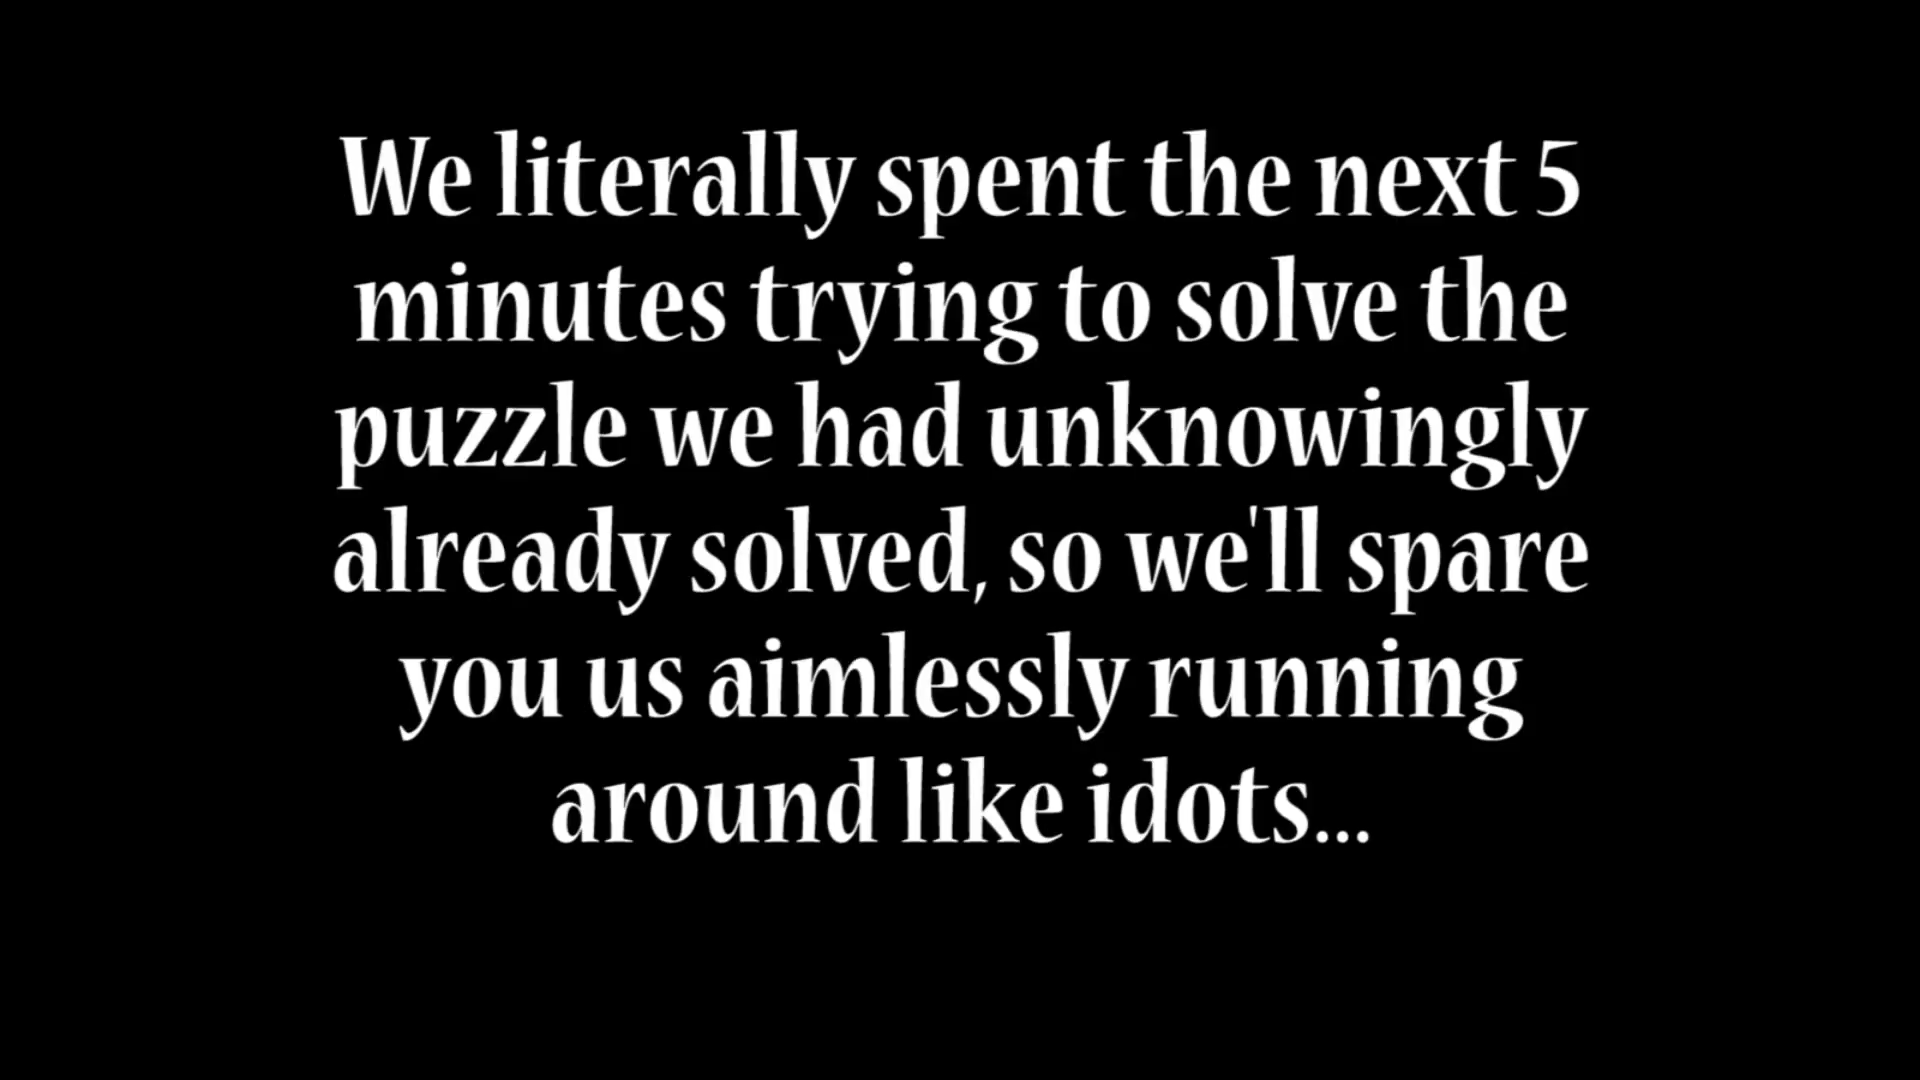 We literally spent the next 5
minutes trying to solve the
puzzle we had unknowingly
already solved, so we'll spare
you us aimlessly running
around like idots...